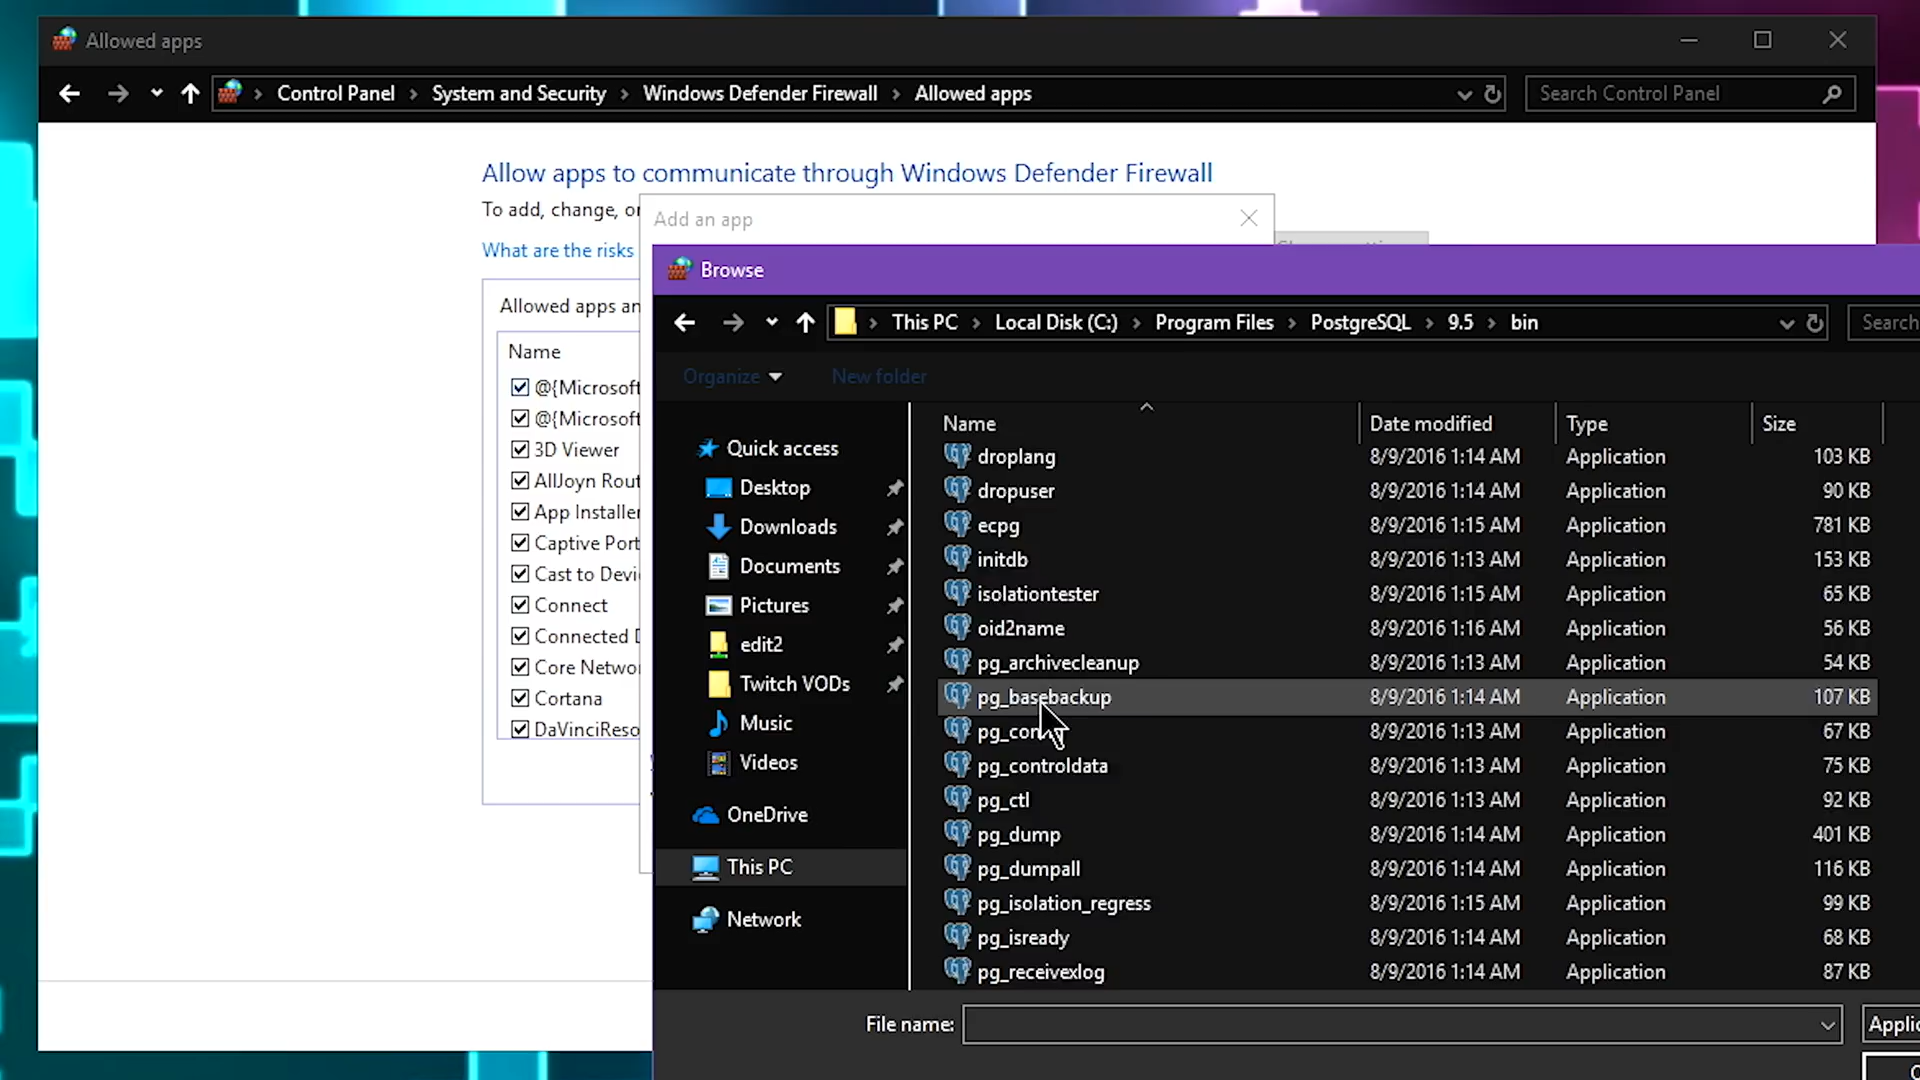 Allowed apps
Control Panel > System and Security > Windows Defender Firewall > Allowed apps
Search Control Panel
Allow apps to communicate through Windows Defender Firewall
To add, change, or
What are the risks
Add an app
Allowed apps an
Name
@{Microsoft
@{Microsoft
3D Viewer
AllJoyn Rout
App Installer
Captive Port
Cast to Devi
Connect
Connected D
Core Networ
Cortana
DaVinciReso
Browse
This PC > Local Disk (C:) > Program Files > PostgreSQL > 9.5 > bin
Search
Organize
New folder
Quick access
Desktop
Downloads
Documents
Pictures
edit2
Twitch VODs
Music
Videos
OneDrive
This PC
Network
Name Date modified Type Size
droplang 8/9/2016 1:14 AM Application 103 KB
dropuser 8/9/2016 1:14 AM Application 90 KB
ecpg 8/9/2016 1:15 AM Application 781 KB
initdb 8/9/2016 1:13 AM Application 153 KB
isolationtester 8/9/2016 1:15 AM Application 65 KB
oid2name 8/9/2016 1:16 AM Application 56 KB
pg_archivecleanup 8/9/2016 1:13 AM Application 54 KB
pg_basebackup 8/9/2016 1:14 AM Application 107 KB
8/9/2016 1:13 AM Application 67 KB
pg_controldata 8/9/2016 1:13 AM Application 75 KB
pg_ctl 8/9/2016 1:13 AM Application 92 KB
pg_dump 8/9/2016 1:14 AM Application 401 KB
pg_dumpall 8/9/2016 1:14 AM Application 116 KB
pg_isolation_regress 8/9/2016 1:15 AM Application 99 KB
pg_isready 8/9/2016 1:14 AM Application 68 KB
pg_receivexlog 8/9/2016 1:14 AM Application 87 KB
File name:
Applic